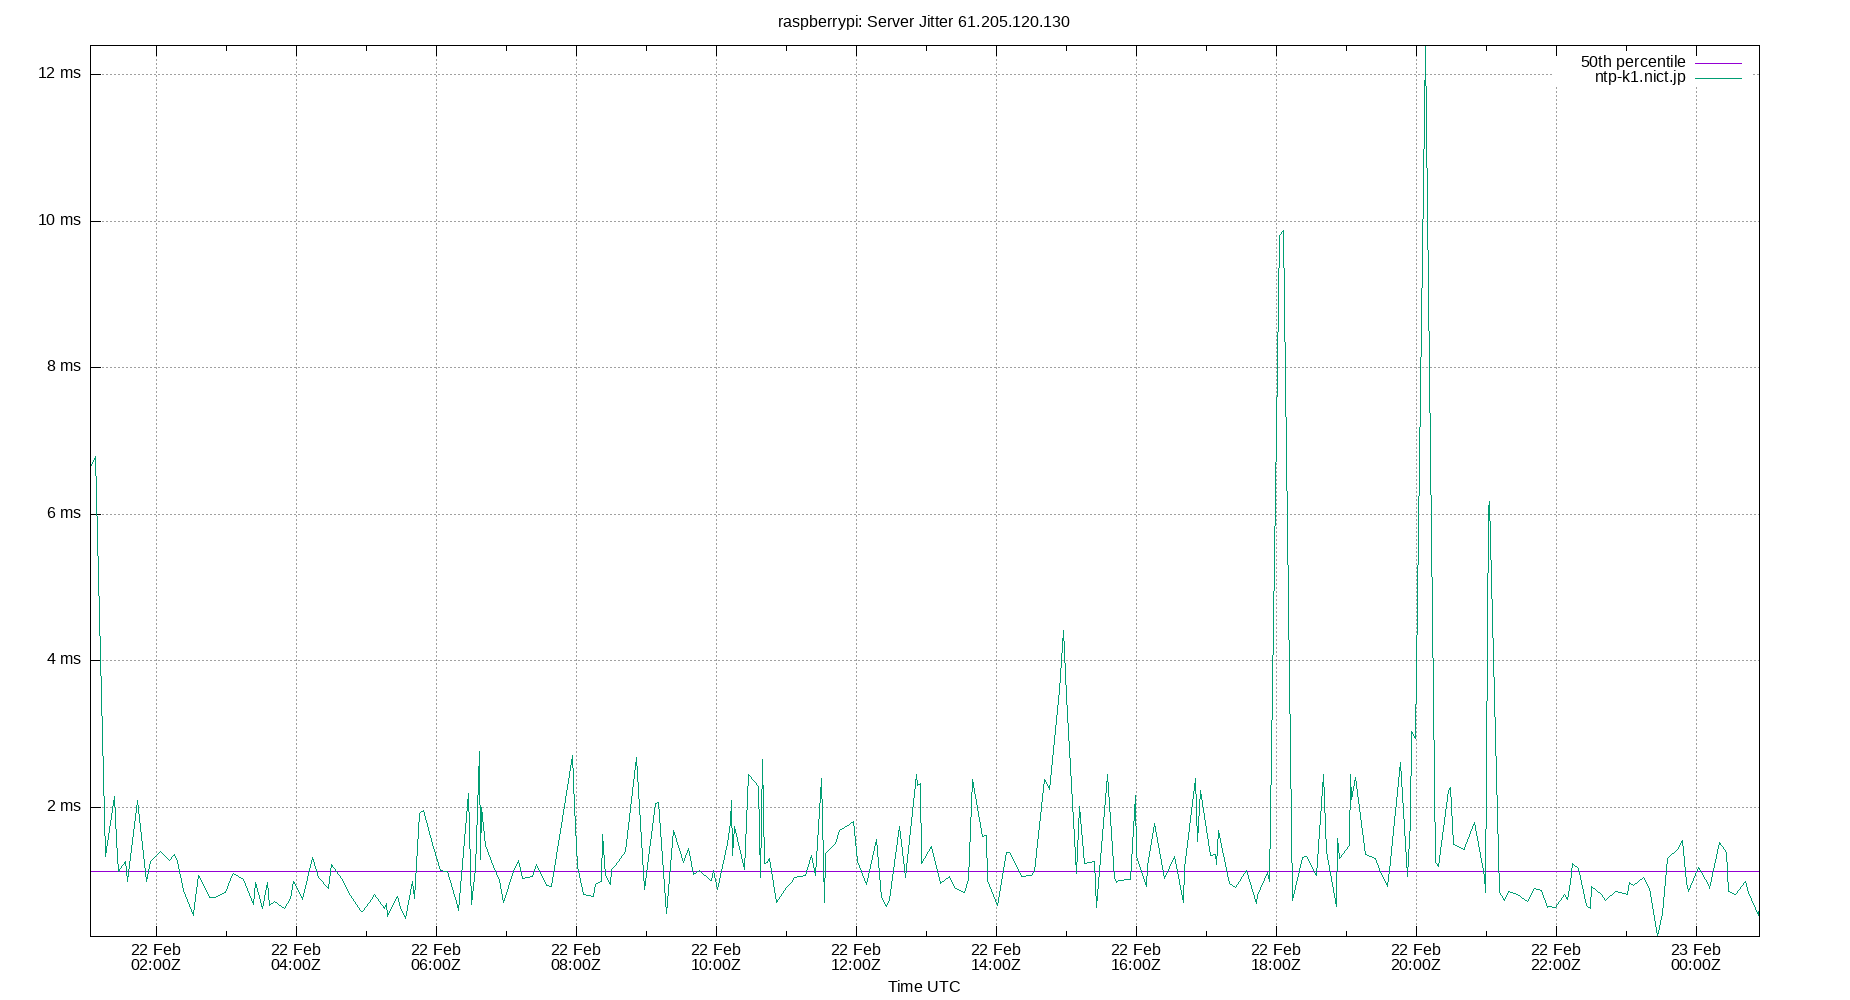 raspberrypi: Server Jitter 61.205.120.130
50th percentile
ntp-k1.nict.jp
12 ms
10 ms
8 ms
6 ms
4 ms
2 ms
22 Feb 22 Feb 22 Feb 22 Feb 22 Feb 22 Feb 22 Feb 22 Feb 22 Feb 22 Feb 22 Feb 23 Feb
02:00Z 04:00Z 06:00Z 08:00Z 10:00Z 12:00Z 14:00Z 16:00Z 18:00Z 20:00Z 22:00Z 00:00Z
Time UTC